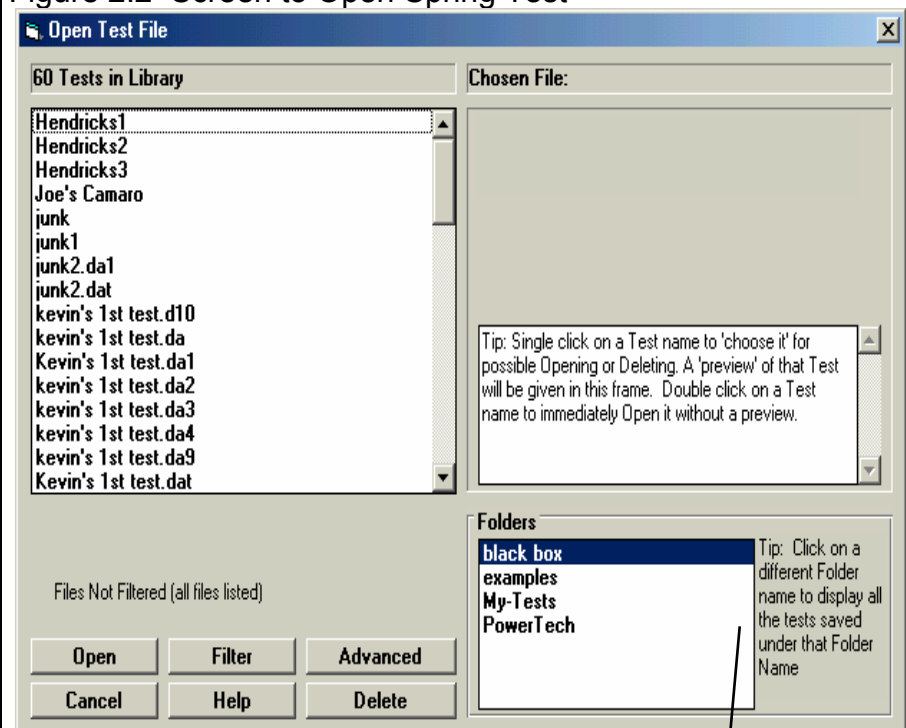 Figure 2.2 Screen to Open Spring Test
Open Test File
60 Tests in Library
Chosen File:
Hendricks1
Hendricks2
Hendricks3
Joe's Camaro
junk
junk1
junk2.da1
junk2.dat
kevin's 1st test.d10
kevin's 1st test.da
Kevin's 1st test.da1
kevin's 1st test.da2
kevin's 1st test.da3
kevin's 1st test.da4
kevin's 1st test.da9
Kevin's 1st test.dat
Tip: Single click on a Test name to 'choose it' for
possible Opening or Deleting. A 'preview' of that Test
will be given in this frame.  Double click on a Test
name to immediately Open it without a preview.
Files Not Filtered (all files listed)
Open
Filter
Advanced
Cancel
Help
Delete
Folders
black box
examples
My-Tests
PowerTech
Tip:  Click on a
different Folder
name to display all
the tests saved
under that Folder
Name